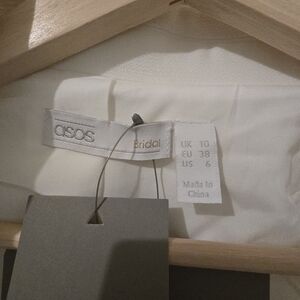 asos Bridal
UK 10
EU 38
US 6
Made in
China